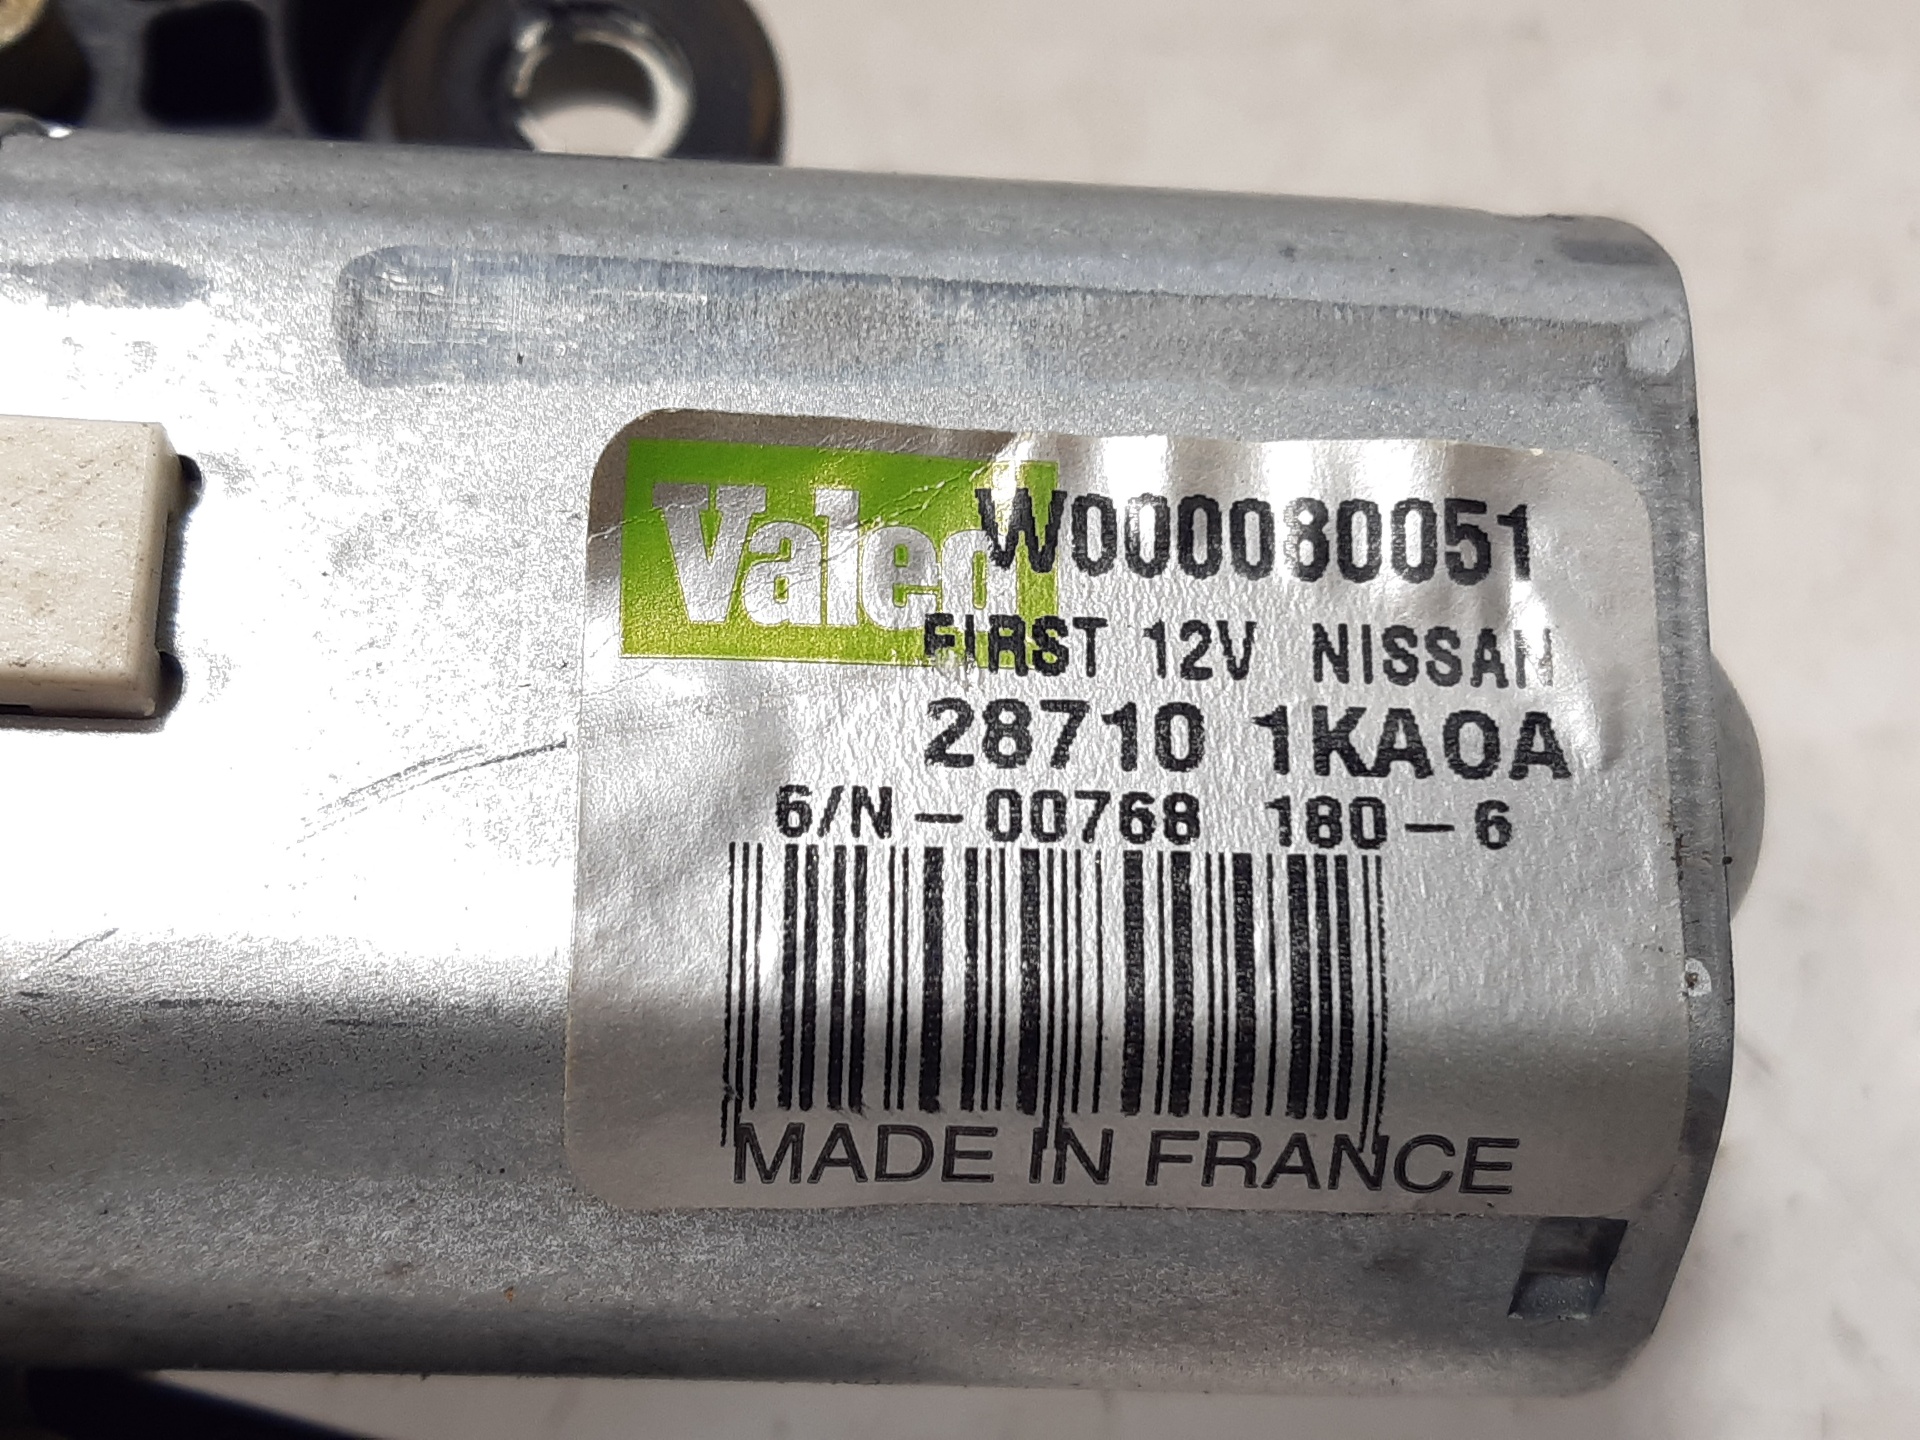 Valeo
W000080051
FIRST 12V NISSAN
28710 1KA0A
6/N-00768 180-6
MADE IN FRANCE